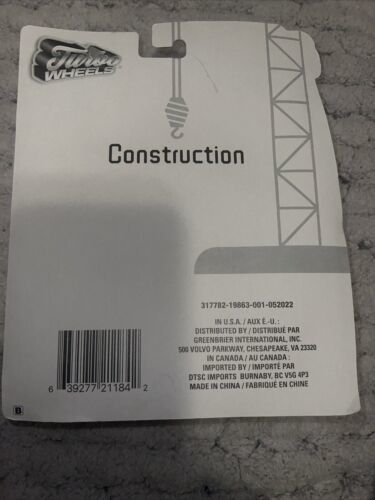 Turbo
WHEELS
Construction
317782-19863-001-052022
IN U.S.A. / AUX É.-U. :
DISTRIBUTED BY / DISTRIBUÉ PAR
GREENBRIER INTERNATIONAL, INC.
500 VOLVO PARKWAY, CHESAPEAKE, VA 23320
IN CANADA / AU CANADA :
IMPORTED BY / IMPORTÉ PAR
DTSC IMPORTS BURNABY, BC V5G 4P3
MADE IN CHINA / FABRIQUÉ EN CHINE
6 39277 21184 2
B